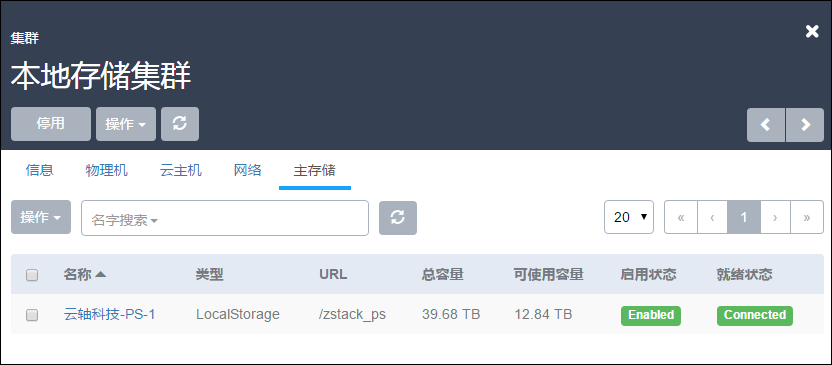 集群
本地存储集群
停用 操作
信息 物理机 云主机 网络 主存储
操作 名字搜索 20 « ‹ 1 › »
名称 类型 URL 总容量 可使用容量 启用状态 就绪状态
云轴科技-PS-1 LocalStorage /zstack_ps 39.68 TB 12.84 TB Enabled Connected